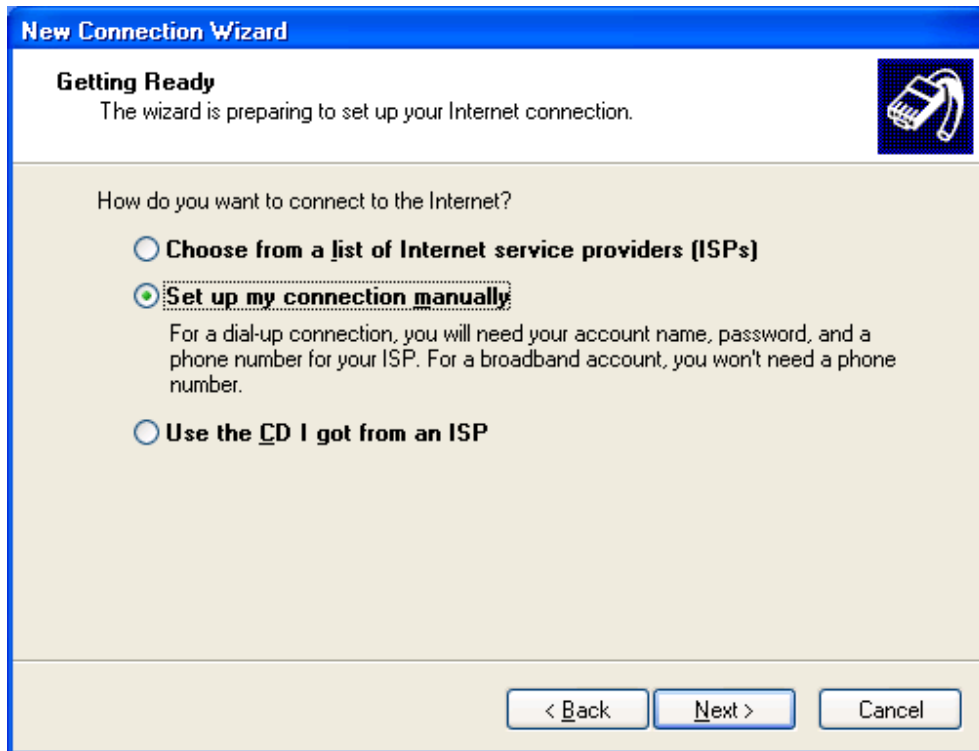 New Connection Wizard
Getting Ready
The wizard is preparing to set up your Internet connection.
How do you want to connect to the Internet?
Choose from a list of Internet service providers (ISPs)
Set up my connection manually
For a dial-up connection, you will need your account name, password, and a
phone number for your ISP. For a broadband account, you won't need a phone
number.
Use the CD I got from an ISP
< Back Next > Cancel